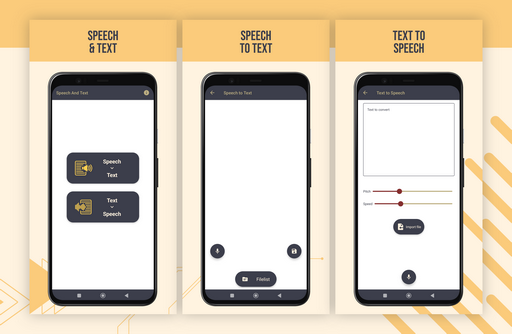 SPEECH
& TEXT
Speech And Text
Speech
Text
Text
Speech
SPEECH
TO TEXT
Speech to Text
Filelist
TEXT TO
SPEECH
Text to Speech
Text to convert
Pitch
Speed
Import file